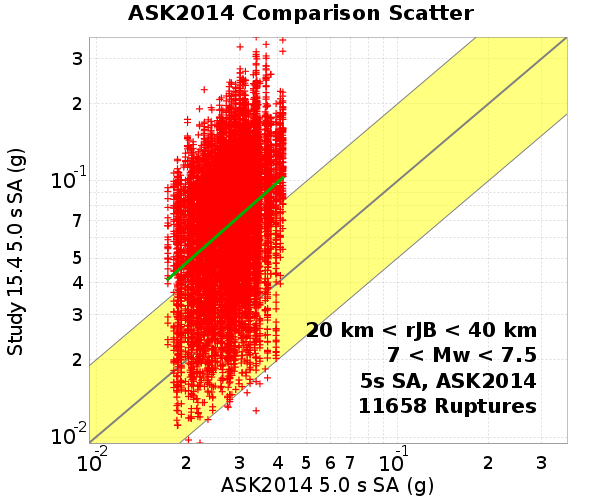 ASK2014 Comparison Scatter
Study 15.4 5.0 s SA (g)
3
2
10-1
7
5
4
3
2
10-2
20 km < rJB < 40 km
7 < Mw < 7.5
5s SA, ASK2014
11658 Ruptures
10-2 2 3 4 5 6 7 10-1 2 3
ASK2014 5.0 s SA (g)